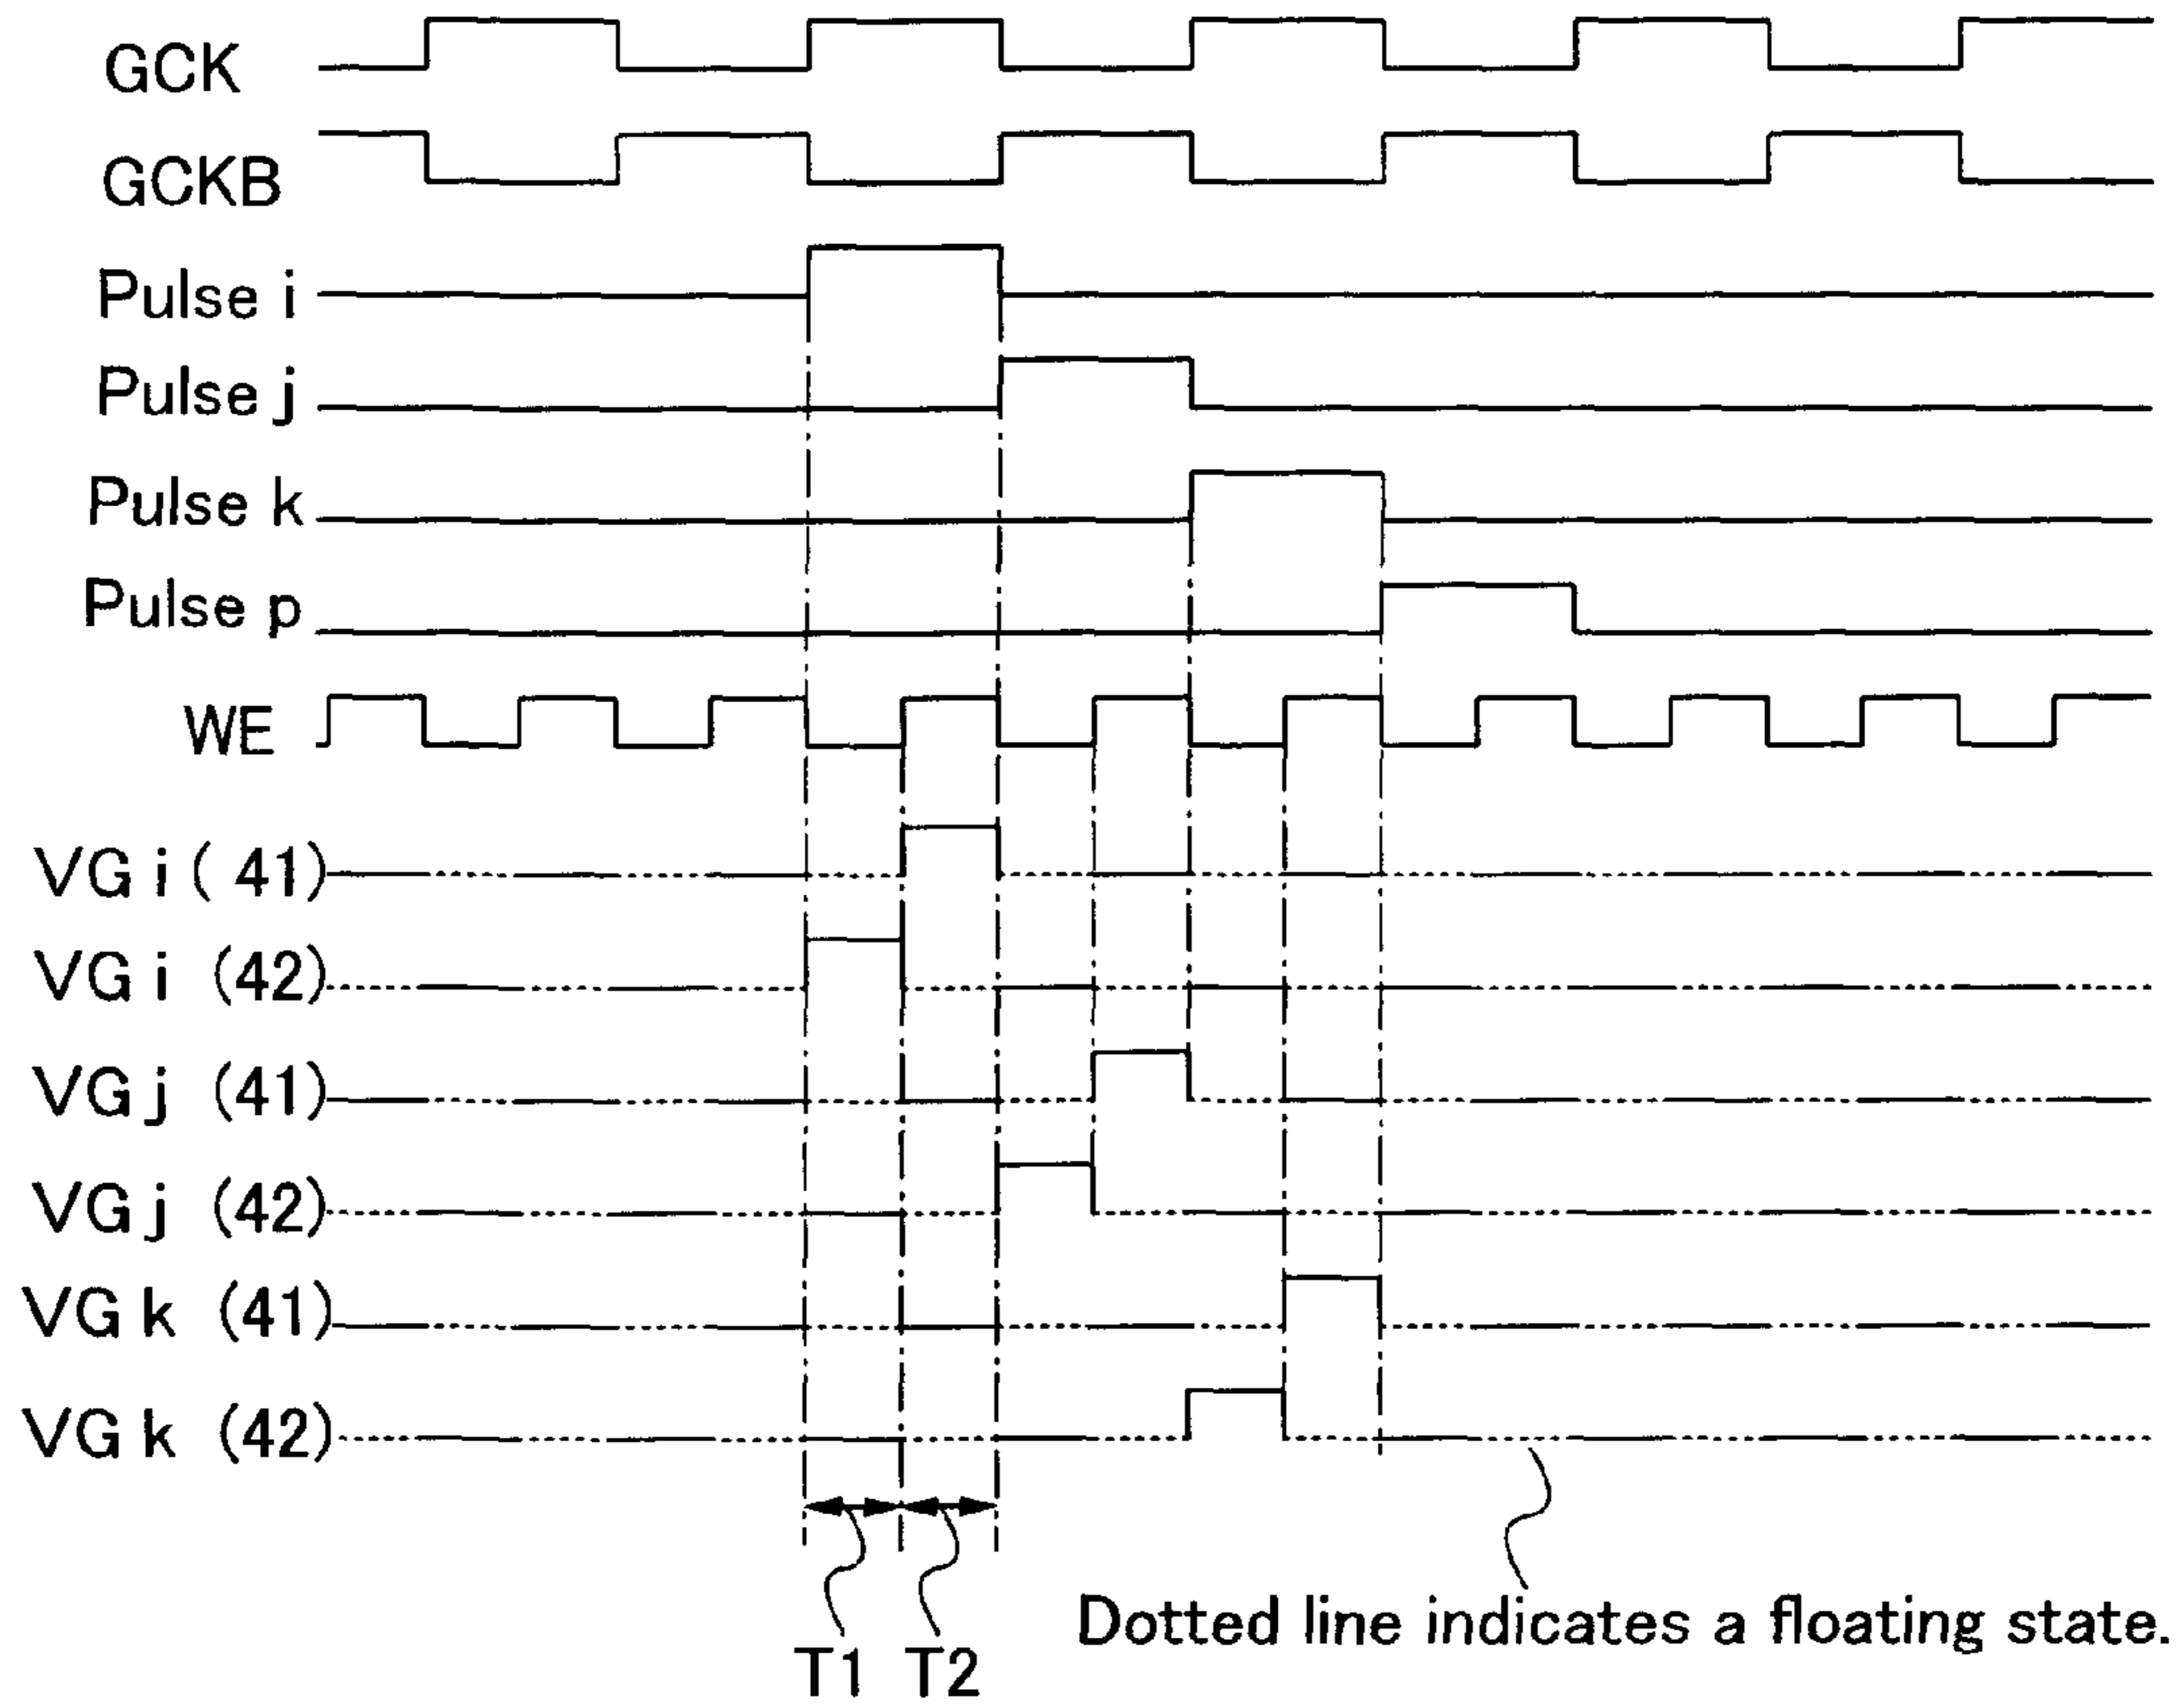 GCK
GCKB
Pulse i
Pulse j
Pulse k
Pulse p
WE
VG i ( 41)
VG i (42)
VG j (41)
VG j (42)
VG k (41)
VG k (42)
T1 T2
Dotted line indicates a floating state.